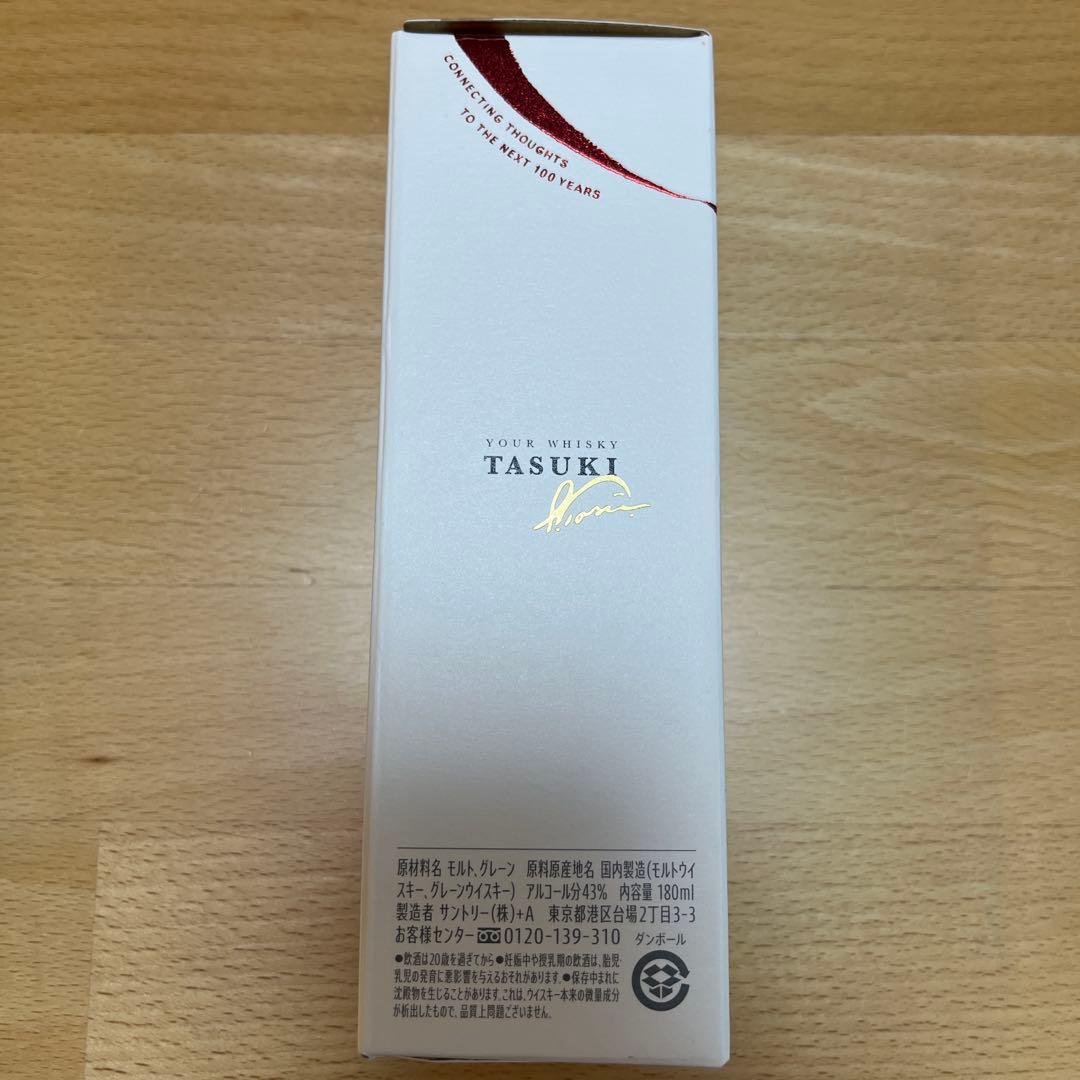 CONNECTING THOUGHTS
TO THE NEXT 100 YEARS
YOUR WHISKY
TASUKI
原材料名 モルト、グレーン 原料原産地名 国内製造(モルトウイ
スキー、グレーンウイスキー) アルコール分43% 内容量 180ml
製造者 サントリー(株)+A 東京都港区台場2丁目3-3
お客様センター 0120-139-310 ダンボール
●飲酒は20歳を過ぎてから●妊娠中や授乳期の飲酒は、胎児・
乳児の発育に悪影響を与えるおそれがあります。●保存中まれに
沈殿物を生じることがあります。これは、ウイスキー本来の微量成分
が析出したもので、品質上問題ございません。